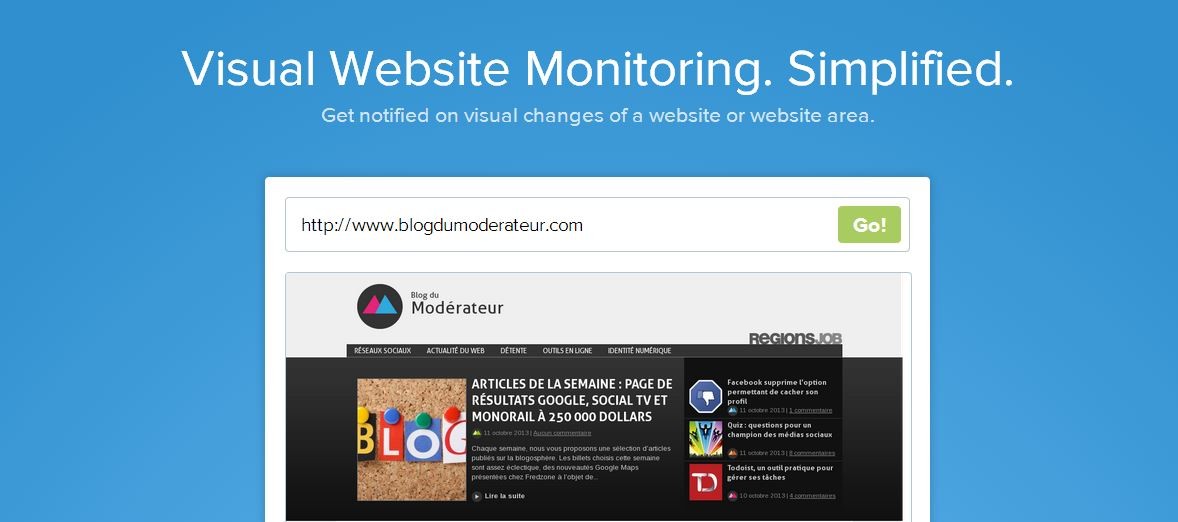 Visual Website Monitoring. Simplified.
Get notified on visual changes of a website or website area.
http://www.blogdumoderateur.com
Go!
Blog du
Modérateur
REGIONSJOB
RÉSEAUX SOCIAUX ACTUALITÉ DU WEB DÉTENTE OUTILS EN LIGNE IDENTITÉ NUMÉRIQUE
BLOG
ARTICLES DE LA SEMAINE : PAGE DE
RÉSULTATS GOOGLE, SOCIAL TV ET
MONORAIL À 250 000 DOLLARS
11 octobre 2013 | Aucun commentaire
Chaque semaine, nous vous proposons une sélection d'articles
publiés sur la blogosphère. Les billets choisis cette semaine
sont assez éclectique, des nouveautés Google Maps
présentées chez Fredzone à l'objet de...
Lire la suite
Facebook supprime l'option
permettant de cacher son
profil
11 octobre 2013 | 1 commentaire
Quiz : questions pour un
champion des médias sociaux
11 octobre 2013 | 8 commentaires
TD
Todoist, un outil pratique pour
gérer ses tâches
10 octobre 2013 | 4 commentaires